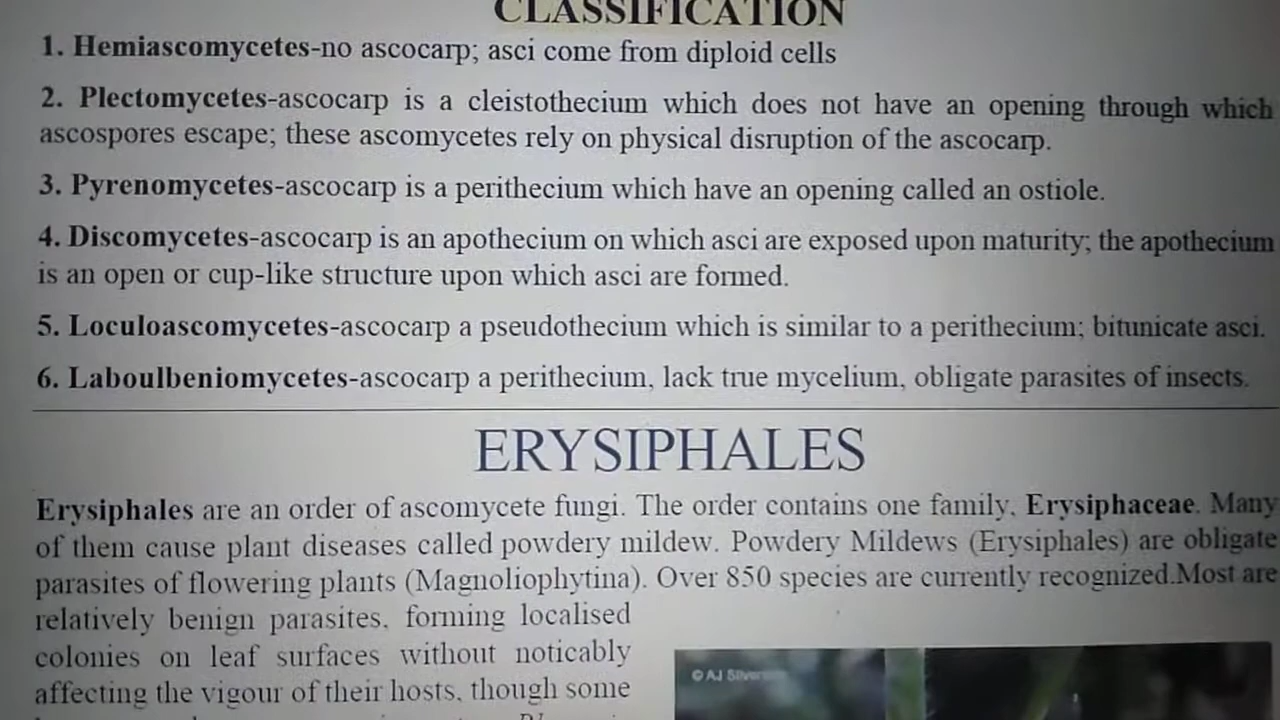 CLASSIFICATION
1. Hemiascomycetes-no ascocarp; asci come from diploid cells
2. Plectomycetes-ascocarp is a cleistothecium which does not have an opening through which
ascospores escape; these ascomycetes rely on physical disruption of the ascocarp.
3. Pyrenomycetes-ascocarp is a perithecium which have an opening called an ostiole.
4. Discomycetes-ascocarp is an apothecium on which asci are exposed upon maturity; the apothecium
is an open or cup-like structure upon which asci are formed.
5. Loculoascomycetes-ascocarp a pseudothecium which is similar to a perithecium; bitunicate asci.
6. Laboulbeniomycetes-ascocarp a perithecium, lack true mycelium, obligate parasites of insects.
ERYSIPHALES
Erysiphales are an order of ascomycete fungi. The order contains one family, Erysiphaceae. Many
of them cause plant diseases called powdery mildew. Powdery Mildews (Erysiphales) are obligate
parasites of flowering plants (Magnoliophytina). Over 850 species are currently recognized.Most are
relatively benign parasites, forming localised
colonies on leaf surfaces without noticably
affecting the vigour of their hosts, though some
© AJ